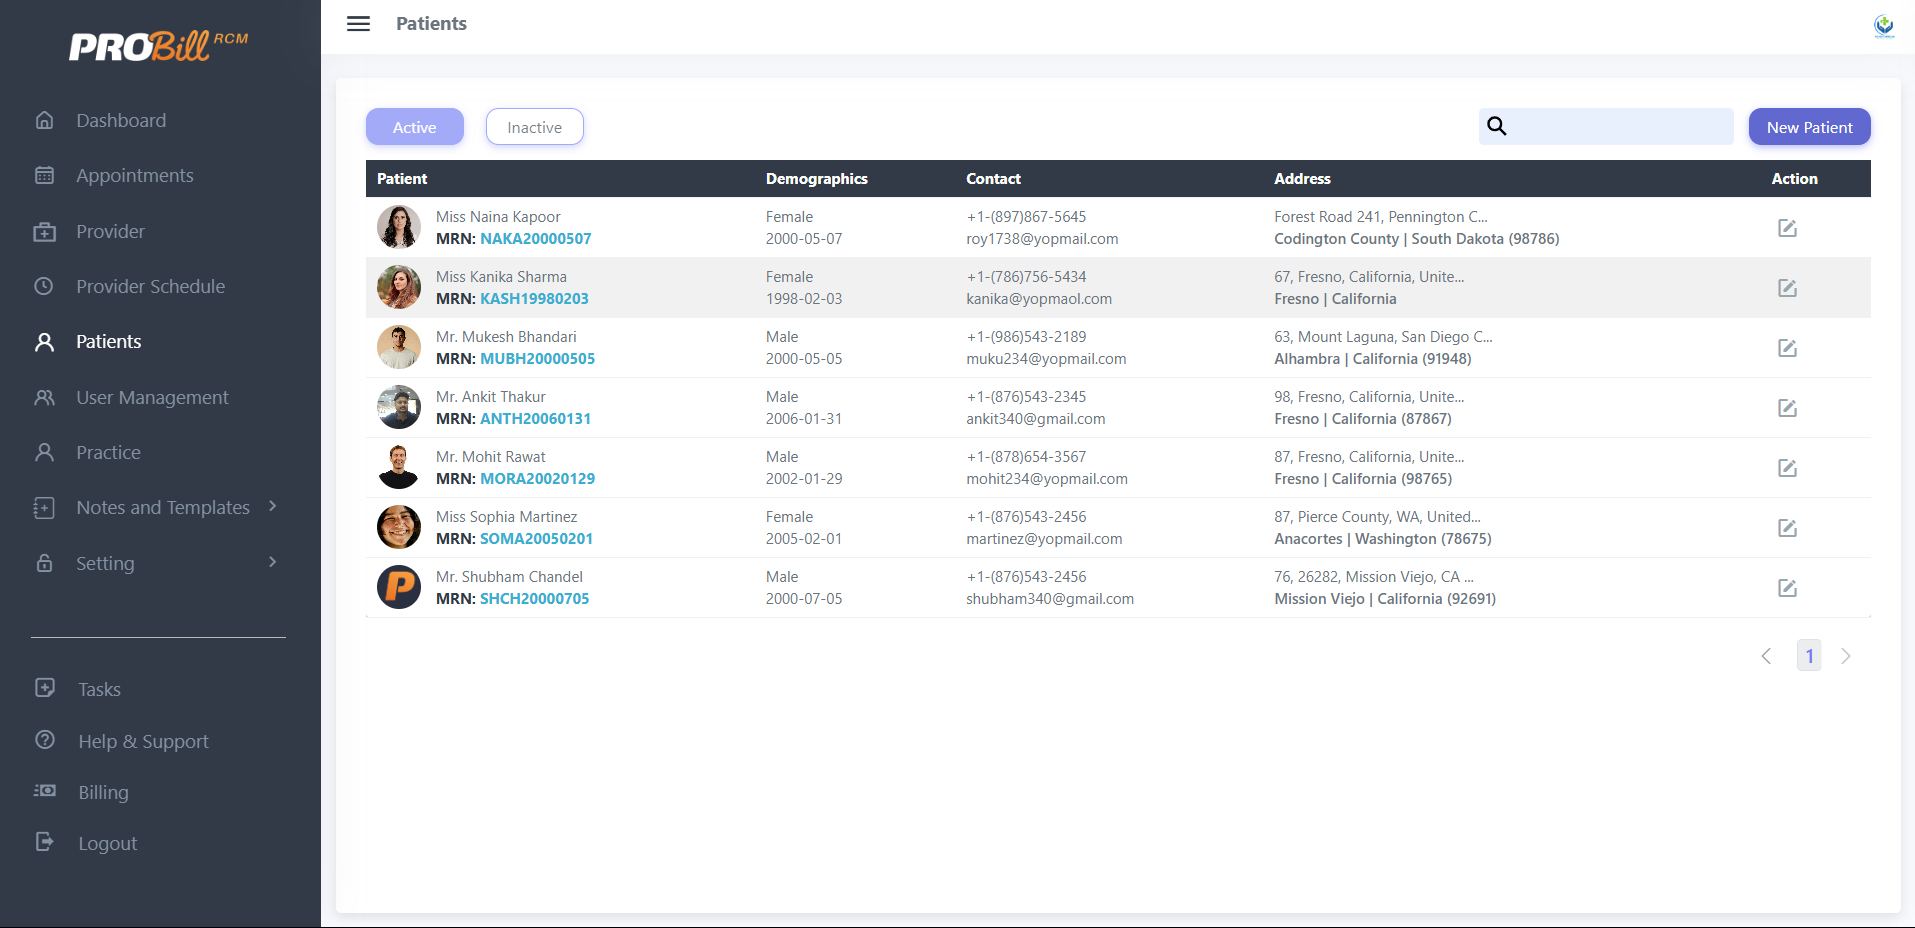 PROBill RCM
Dashboard
Appointments
Provider
Provider Schedule
Patients
User Management
Practice
Notes and Templates
Setting
Tasks
Help & Support
Billing
Logout
Patients
Active Inactive New Patient
Patient Demographics Contact Address Action
Miss Naina Kapoor Female +1-(897)867-5645 Forest Road 241, Pennington C...
MRN: NAKA20000507 2000-05-07 roy1738@yopmail.com Codington County | South Dakota (98786)
Miss Kanika Sharma Female +1-(786)756-5434 67, Fresno, California, Unite...
MRN: KASH19980203 1998-02-03 kanika@yopmaol.com Fresno | California
Mr. Mukesh Bhandari Male +1-(986)543-2189 63, Mount Laguna, San Diego C...
MRN: MUBH20000505 2000-05-05 muku234@yopmail.com Alhambra | California (91948)
Mr. Ankit Thakur Male +1-(876)543-2345 98, Fresno, California, Unite...
MRN: ANTH20060131 2006-01-31 ankit340@gmail.com Fresno | California (87867)
Mr. Mohit Rawat Male +1-(878)654-3567 87, Fresno, California, Unite...
MRN: MORA20020129 2002-01-29 mohit234@yopmail.com Fresno | California (98765)
Miss Sophia Martinez Female +1-(876)543-2456 87, Pierce County, WA, United...
MRN: SOMA20050201 2005-02-01 martinez@yopmail.com Anacortes | Washington (78675)
P
Mr. Shubham Chandel Male +1-(876)543-2456 76, 26282, Mission Viejo, CA ...
MRN: SHCH20000705 2000-07-05 shubham340@gmail.com Mission Viejo | California (92691)
1